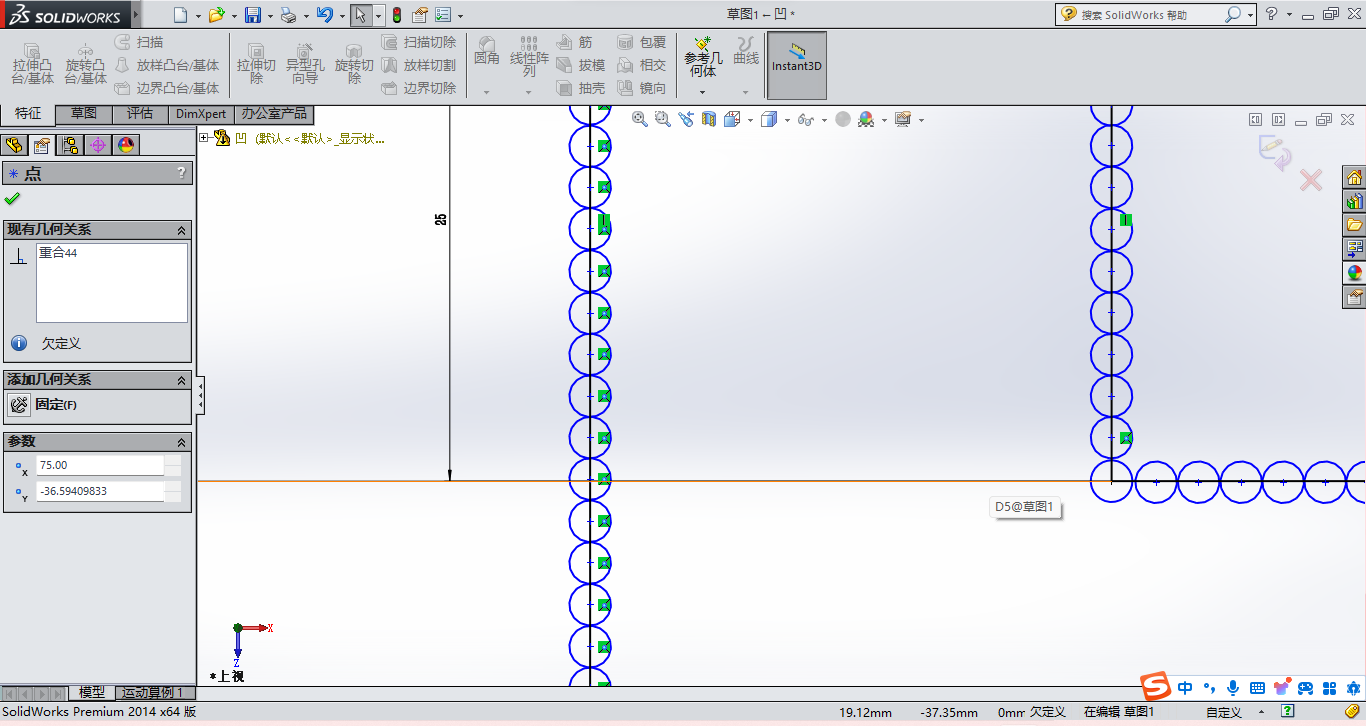 SOLIDWORKS
草图1 - 凹 *
搜索 SolidWorks 帮助
拉伸凸台/基体
旋转凸台/基体
扫描
放样凸台/基体
边界凸台/基体
拉伸切除
异型孔向导
旋转切除
扫描切除
放样切割
边界切除
圆角
线性阵列
筋
拔模
抽壳
包覆
相交
镜向
参考几何体
曲线
Instant3D
特征
草图
评估
DimXpert
办公室产品
凹 (默认<<默认>_显示状...
点
?
现有几何关系
重合44
欠定义
添加几何关系
固定(F)
参数
X
75.00
Y
-36.59409833
25
D5@草图1
X
Z
*上视
中
模型
运动算例 1
SolidWorks Premium 2014 x64 版
19.12mm
-37.35mm
0mm
欠定义
在编辑 草图1
自定义